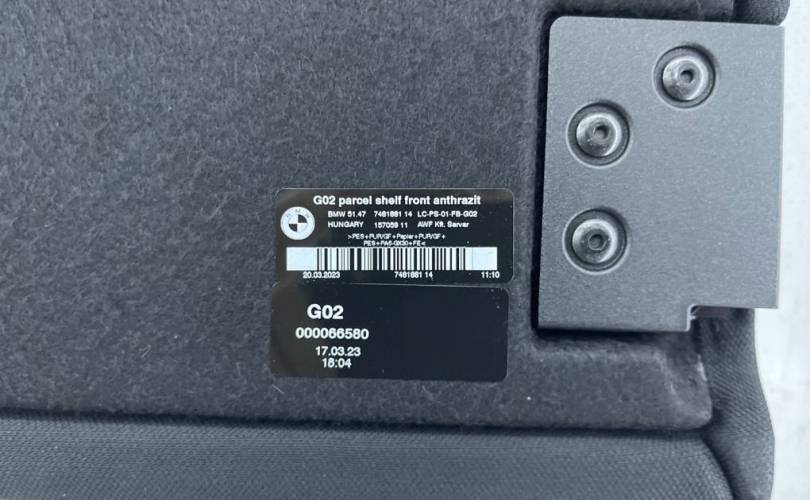 G02 parcel shelf front anthrazit
BMW 51.47 7481881 14 LC-PS-01-FB-G02
HUNGARY 157059 11 AWF Kft. Sarvar
>PES+PUR/GF+Papier+PUR/GF+
PES+PA6-GK30+FE<
20.03.2023 7481881 14 11:10
G02
000066580
17.03.23
18:04